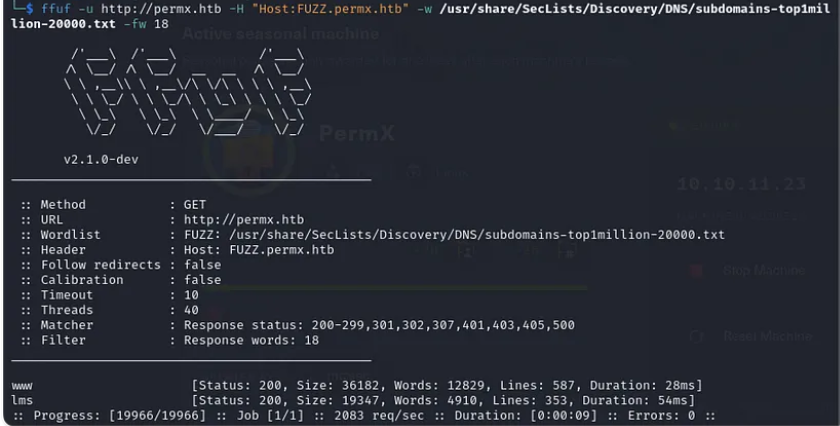 └─$ ffuf -u http://permx.htb -H "Host:FUZZ.permx.htb" -w /usr/share/SecLists/Discovery/DNS/subdomains-top1mil
lion-20000.txt -fw 18
Active seasonal machine
PermX
10.10.11.23
v2.1.0-dev
:: Method : GET
:: URL : http://permx.htb
:: Wordlist : FUZZ: /usr/share/SecLists/Discovery/DNS/subdomains-top1million-20000.txt
:: Header : Host: FUZZ.permx.htb
:: Follow redirects : false
:: Calibration : false
:: Timeout : 10
Stop Machine
:: Threads : 40
:: Matcher : Response status: 200-299,301,302,307,401,403,405,500
:: Filter : Response words: 18
Reset Machine
www [Status: 200, Size: 36182, Words: 12829, Lines: 587, Duration: 28ms]
lms [Status: 200, Size: 19347, Words: 4910, Lines: 353, Duration: 54ms]
:: Progress: [19966/19966] :: Job [1/1] :: 2083 req/sec :: Duration: [0:00:09] :: Errors: 0 ::